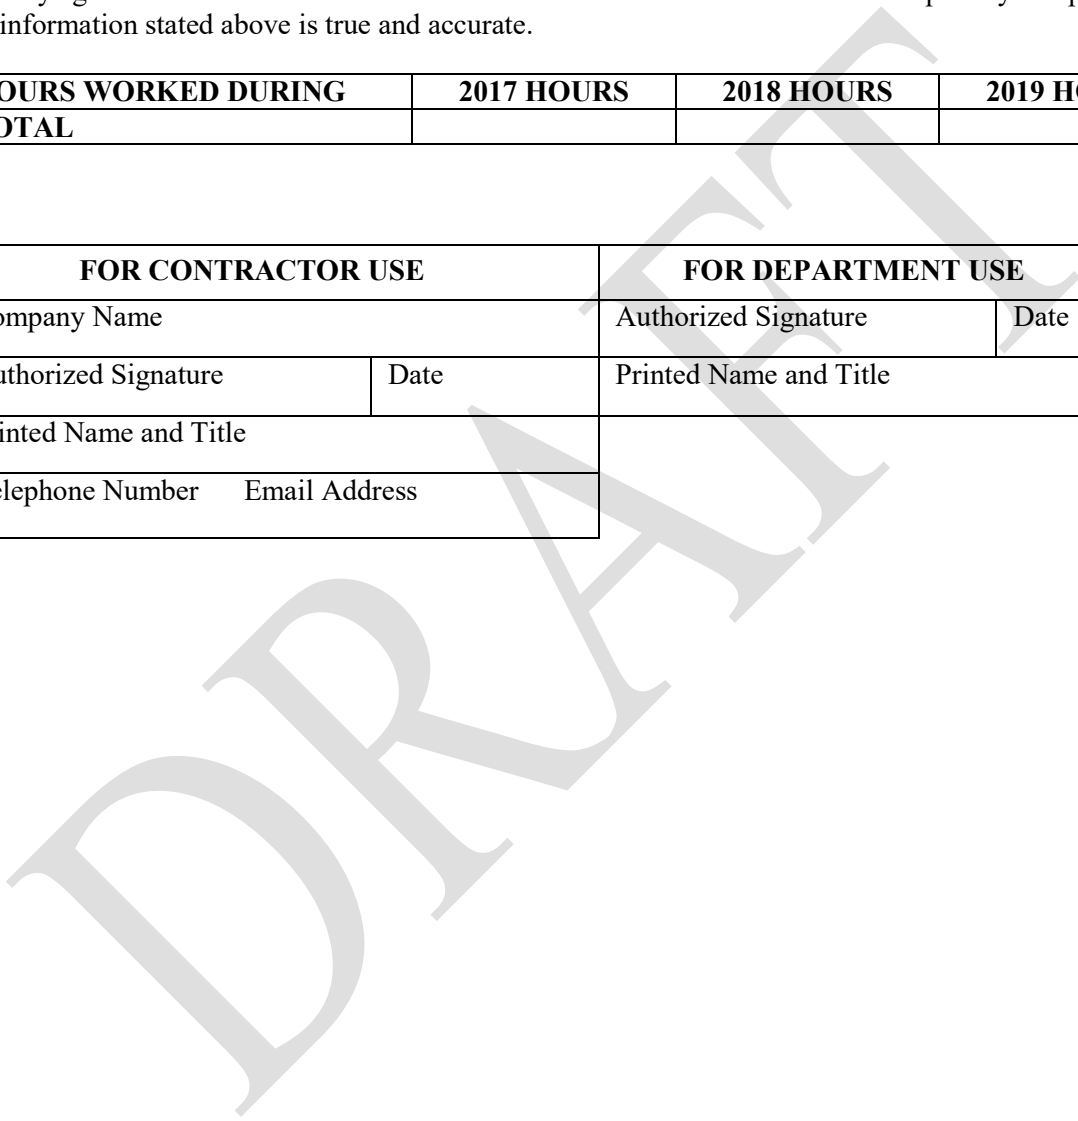 information stated above is true and accurate.
OURS WORKED DURING 2017 HOURS 2018 HOURS 2019 H
OTAL
FOR CONTRACTOR USE FOR DEPARTMENT USE
ompany Name Authorized Signature Date
uthorized Signature Date Printed Name and Title
inted Name and Title
elephone Number Email Address
DRAFT